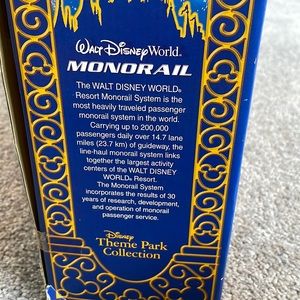 Walt Disney World®
MONORAIL
The WALT DISNEY WORLD®
Resort Monorail System is the
most heavily traveled passenger
monorail system in the world.
Carrying up to 200,000
passengers daily over 14.7 lane
miles (23.7 km) of guideway, the
line-haul monorail system links
together the largest activity
centers of the WALT DISNEY
WORLD® Resort.
The Monorail System
incorporates the results of 30
years of research, development,
and operation of monorail
passenger service.
Disney
Theme Park
Collection